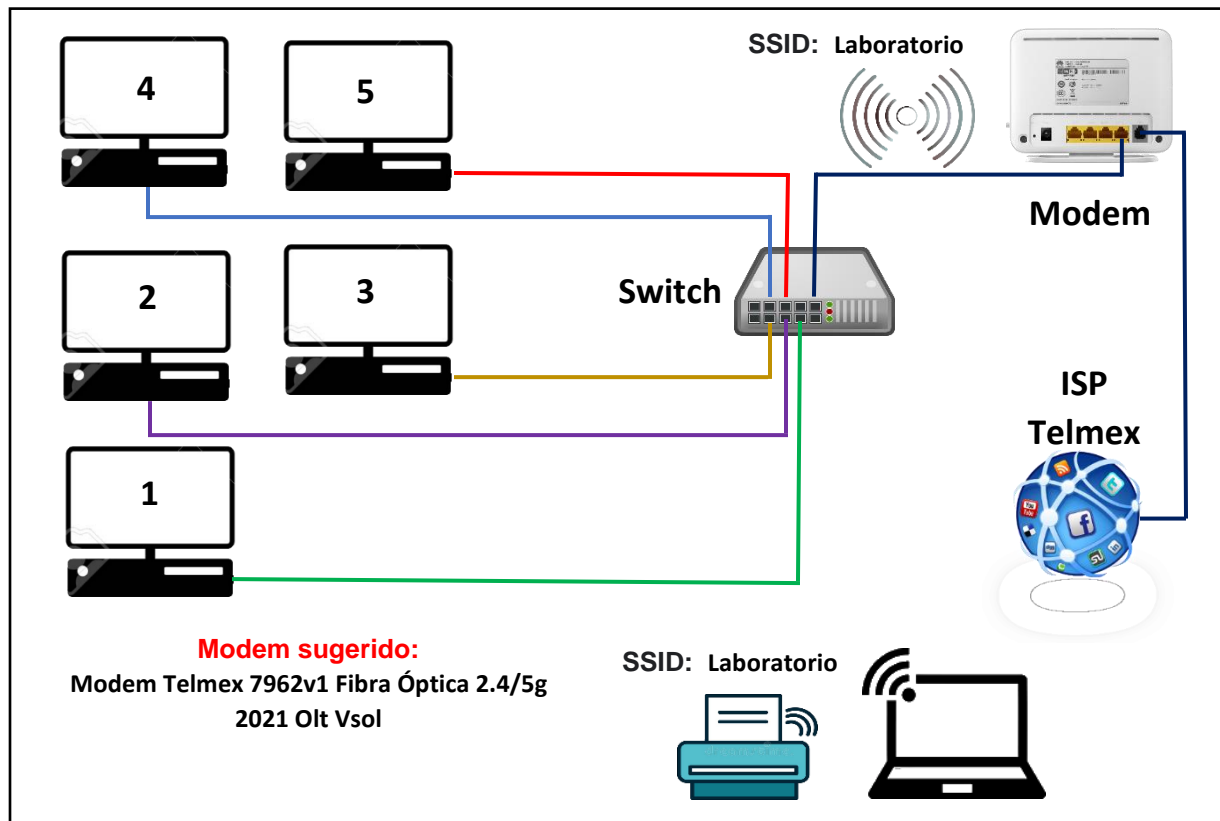 4
5
SSID: Laboratorio
Modem
2
3
Switch
ISP
Telmex
1
Modem sugerido:
Modem Telmex 7962v1 Fibra Óptica 2.4/5g
2021 Olt Vsol
SSID: Laboratorio